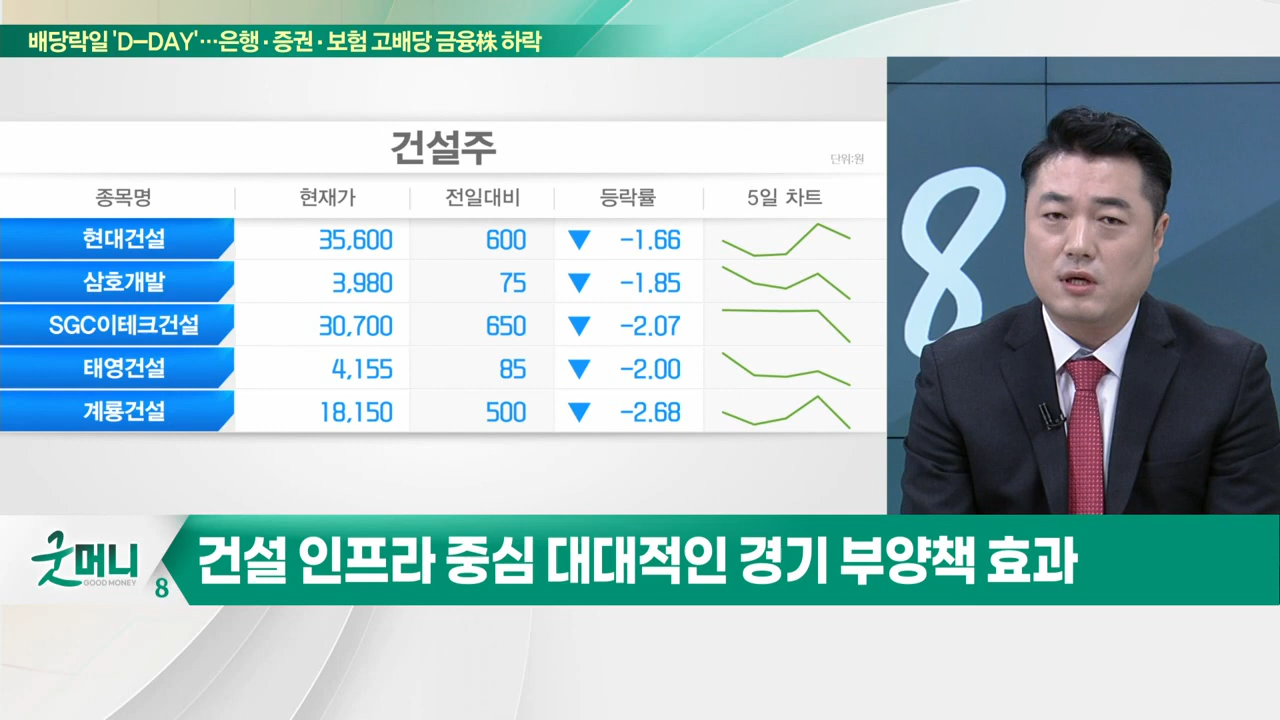 배당락일 'D-DAY'…은행·증권·보험 고배당 금융株 하락
건설주
단위:원
종목명 현재가 전일대비 등락률 5일 차트
현대건설 35,600 600 ▼ -1.66
삼호개발 3,980 75 ▼ -1.85
SGC이테크건설 30,700 650 ▼ -2.07
태영건설 4,155 85 ▼ -2.00
계룡건설 18,150 500 ▼ -2.68
8
굿머니
GOOD MONEY
8
건설 인프라 중심 대대적인 경기 부양책 효과